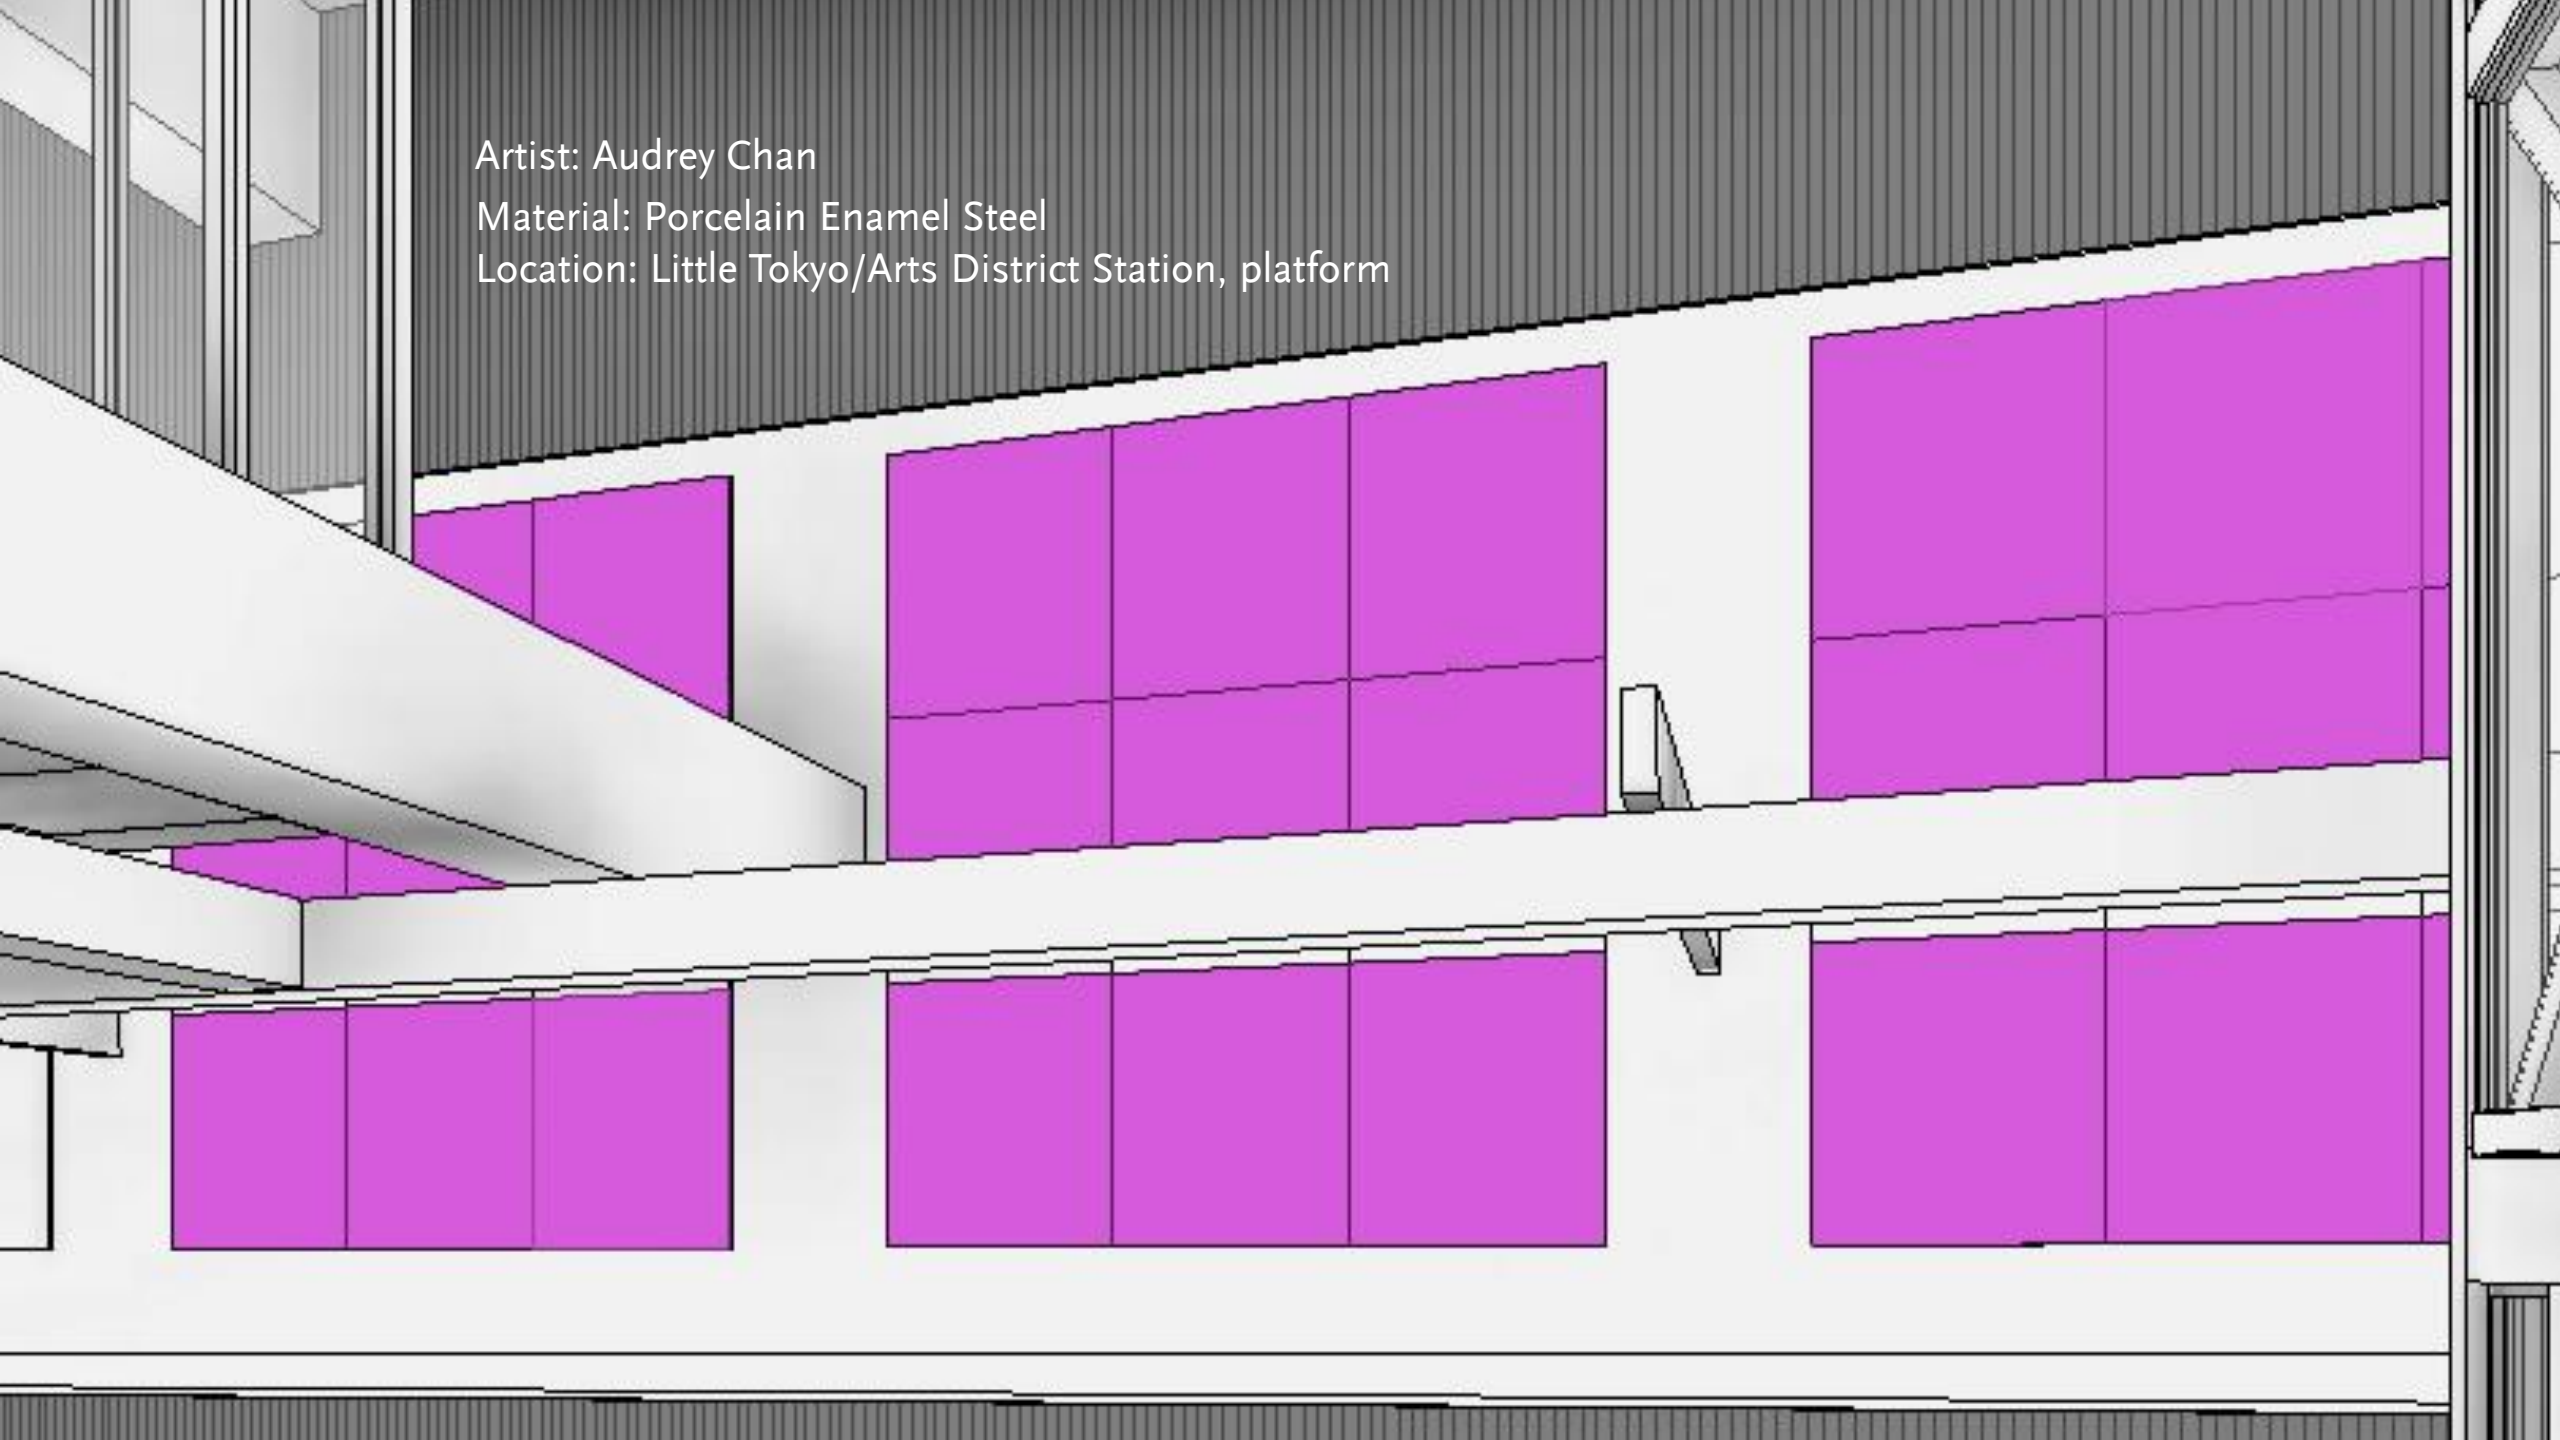 Artist: Audrey Chan
Material: Porcelain Enamel Steel
Location: Little Tokyo/Arts District Station, platform